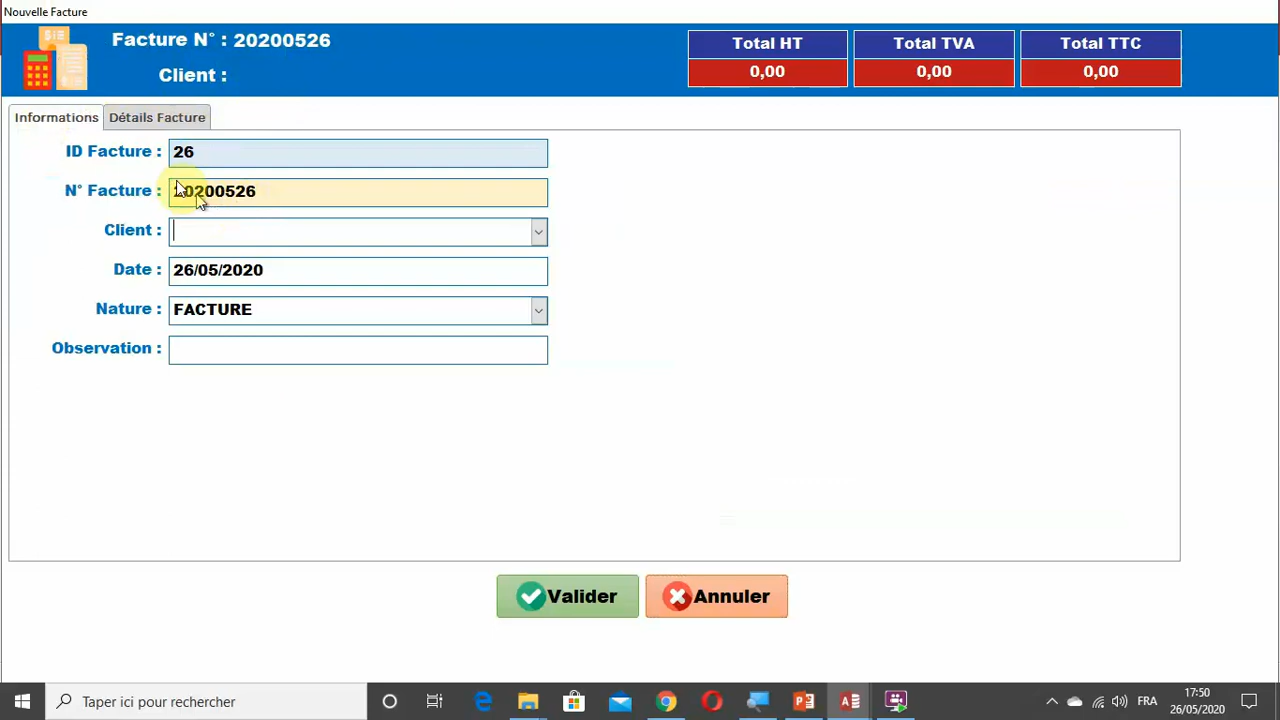 Nouvelle Facture
Facture N° : 20200526
Client :
Total HT
Total TVA
Total TTC
0,00
0,00
0,00
Informations
Détails Facture
ID Facture : 26
N° Facture : 20200526
Client :
Date : 26/05/2020
Nature : FACTURE
Observation :
Valider
Annuler
Taper ici pour rechercher
FRA
17:50
26/05/2020